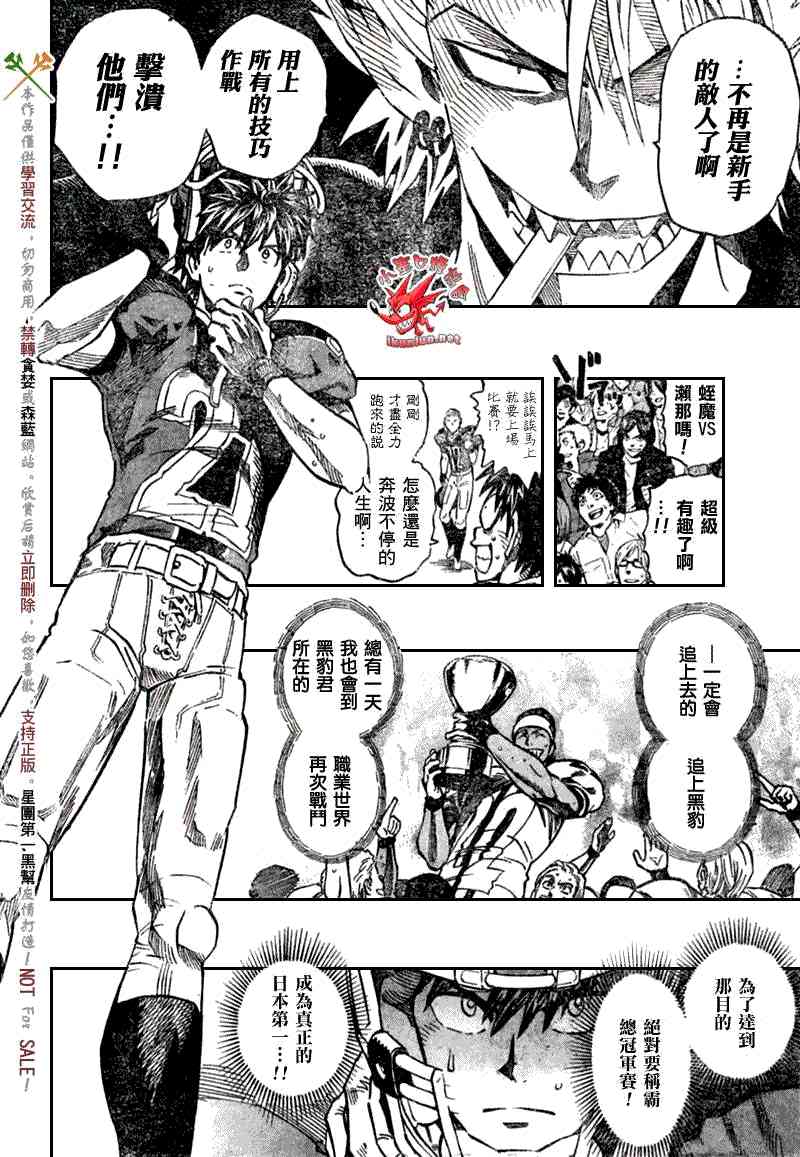 …不再是新手
的敵人了啊
用上
所有的技巧
作戰
擊潰
他們…!!
ikuujun.net
蛭魔VS
瀨那嗎!
超級
有趣了啊
…!!
誒誒誒馬上
就要上場
比賽!?
剛剛
才盡全力
跑來的說
怎麼還是
奔波不停的
人生啊…
一定會
追上去的
追上黑豹
總有一天
我也會到
黑豹君
所在的
職業世界
再次戰鬥
為了達到
那目的
絕對要稱霸
總冠軍賽!
成為真正的
日本第一…!!
本作品僅供學習交流,切勿商用,禁轉貪婪或森藍網站。欣賞后請立即刪除,如您喜歡,支持正版。星團第一黑幫友情打造—NOT For SALE—